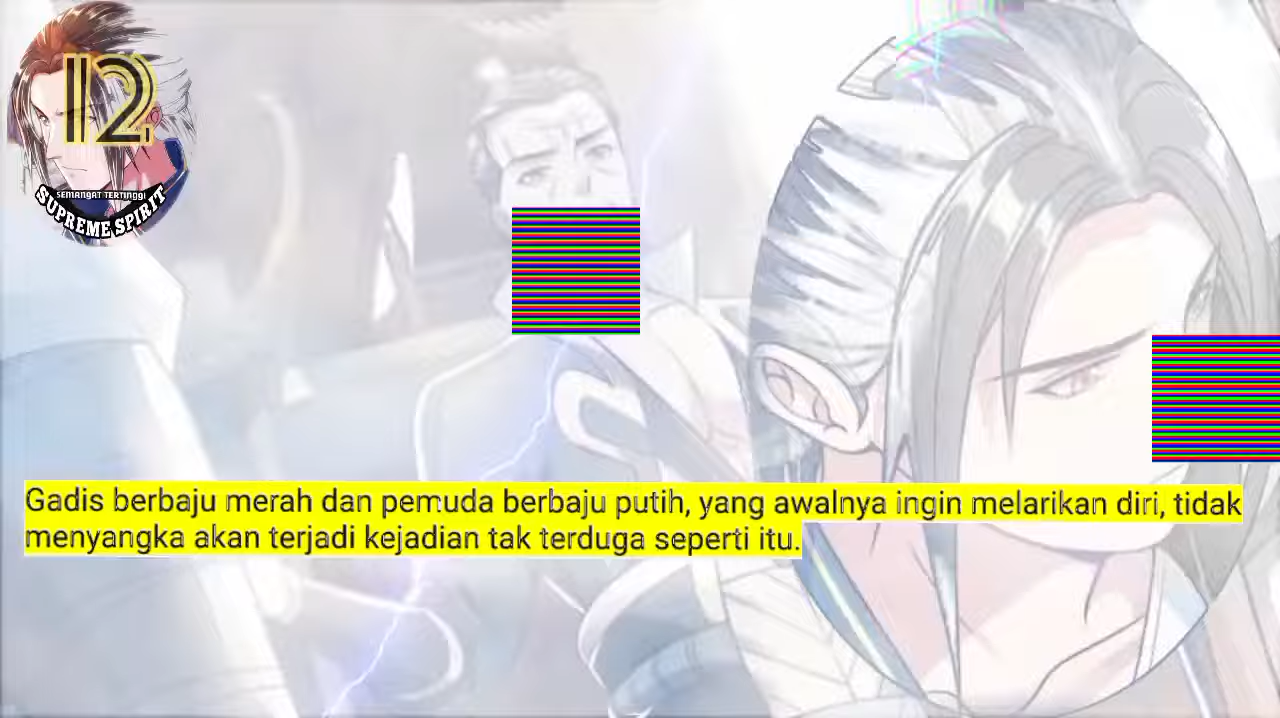 12
SEMANGAT TERTINGGI
SUPREME SPIRIT
Gadis berbaju merah dan pemuda berbaju putih, yang awalnya ingin melarikan diri, tidak
menyangka akan terjadi kejadian tak terduga seperti itu.